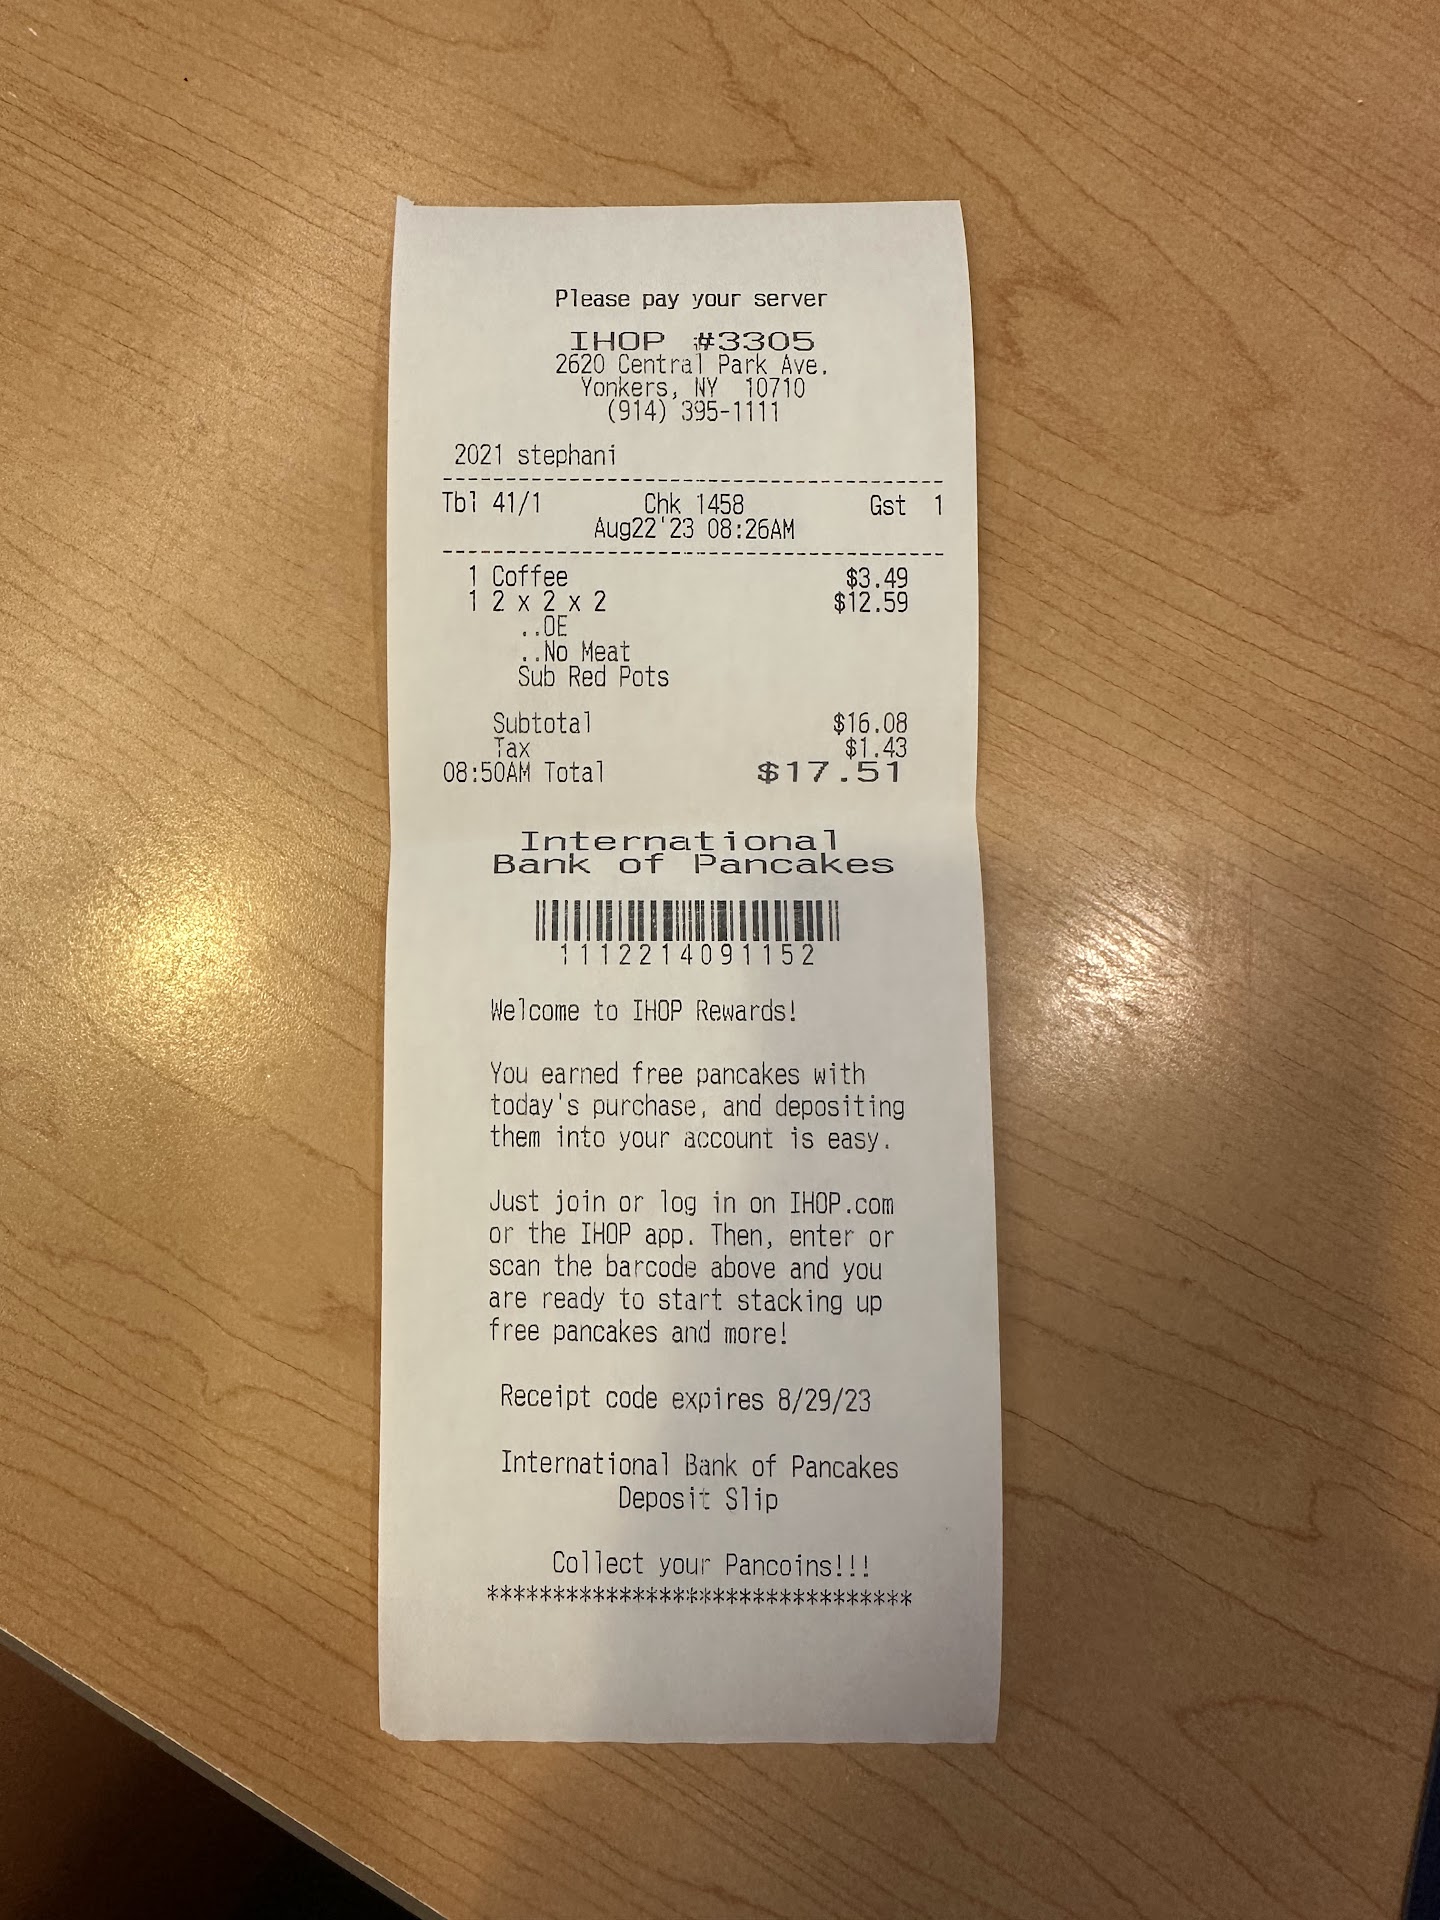 Please pay your server
IHOP #3305
2620 Central Park Ave.
Yonkers, NY 10710
(914) 395-1111
2021 stephani
----------------------------------------
Tbl 41/1 Chk 1458 Gst 1
Aug22'23 08:26AM
----------------------------------------
1 Coffee $3.49
1 2 x 2 x 2 $12.59
..OE
..No Meat
Sub Red Pots
Subtotal $16.08
Tax $1.43
08:50AM Total $17.51
International
Bank of Pancakes
1112214091152
Welcome to IHOP Rewards!
You earned free pancakes with
today's purchase, and depositing
them into your account is easy.
Just join or log in on IHOP.com
or the IHOP app. Then, enter or
scan the barcode above and you
are ready to start stacking up
free pancakes and more!
Receipt code expires 8/29/23
International Bank of Pancakes
Deposit Slip
Collect your Pancoins!!!
********************************